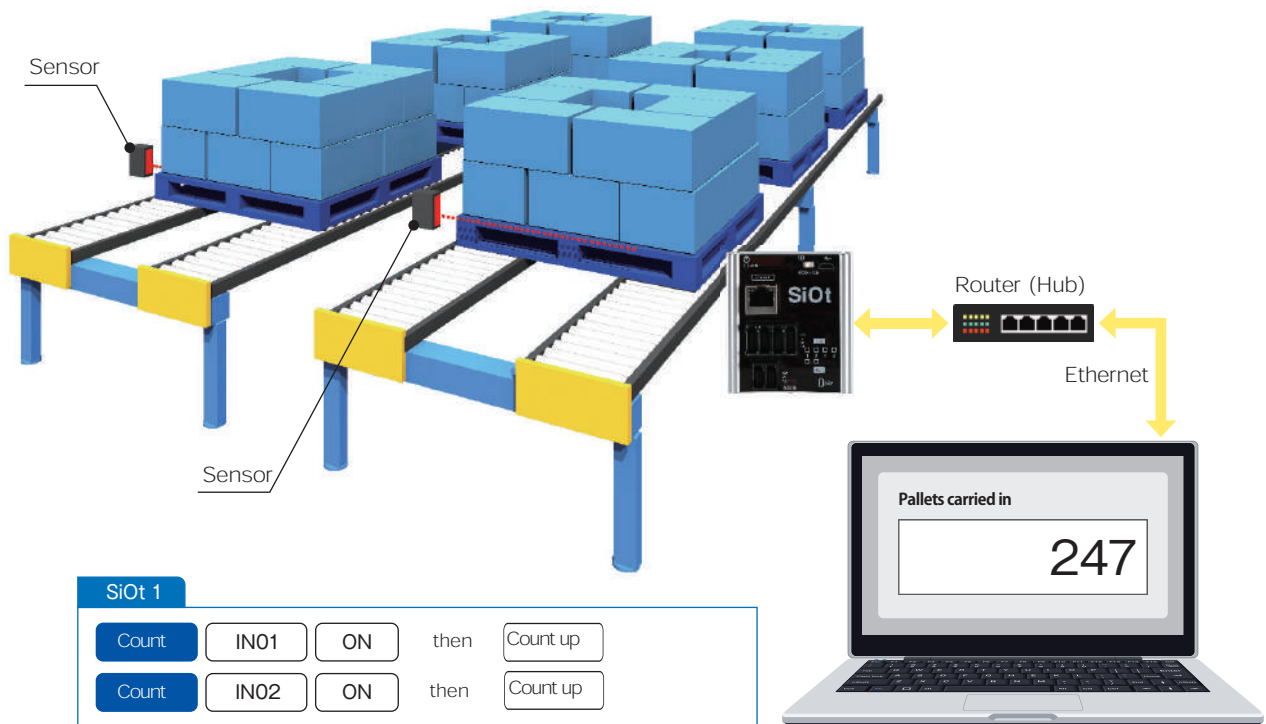 Sensor
SiOt
Router (Hub)
Ethernet
Sensor
Pallets carried in
247
SiOt 1
Count IN01 ON then Count up
Count IN02 ON then Count up